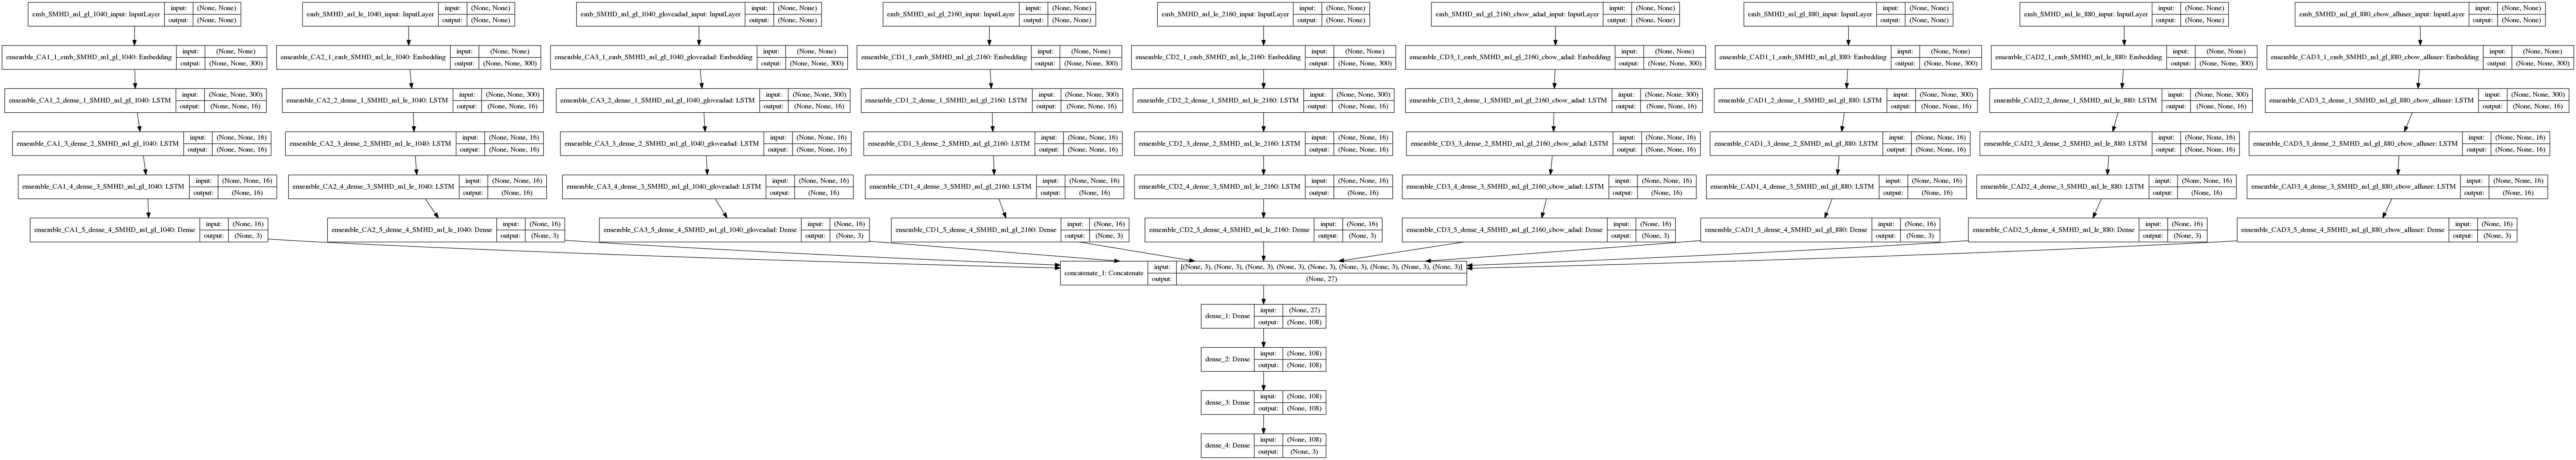 emb_SMHD_ml_gl_1040_input: InputLayer
input: (None, None)
output: (None, None)
emb_SMHD_ml_le_1040_input: InputLayer
input: (None, None)
output: (None, None)
emb_SMHD_ml_gl_1040_gloveadad_input: InputLayer
input: (None, None)
output: (None, None)
emb_SMHD_ml_gl_2160_input: InputLayer
input: (None, None)
output: (None, None)
emb_SMHD_ml_le_2160_input: InputLayer
input: (None, None)
output: (None, None)
emb_SMHD_ml_gl_2160_cbow_adad_input: InputLayer
input: (None, None)
output: (None, None)
emb_SMHD_ml_gl_880_input: InputLayer
input: (None, None)
output: (None, None)
emb_SMHD_ml_le_880_input: InputLayer
input: (None, None)
output: (None, None)
emb_SMHD_ml_gl_880_cbow_alluser_input: InputLayer
input: (None, None)
output: (None, None)
ensemble_CA1_1_emb_SMHD_ml_gl_1040: Embedding
input: (None, None)
output: (None, None, 300)
ensemble_CA2_1_emb_SMHD_ml_le_1040: Embedding
input: (None, None)
output: (None, None, 300)
ensemble_CA3_1_emb_SMHD_ml_gl_1040_gloveadad: Embedding
input: (None, None)
output: (None, None, 300)
ensemble_CD1_1_emb_SMHD_ml_gl_2160: Embedding
input: (None, None)
output: (None, None, 300)
ensemble_CD2_1_emb_SMHD_ml_le_2160: Embedding
input: (None, None)
output: (None, None, 300)
ensemble_CD3_1_emb_SMHD_ml_gl_2160_cbow_adad: Embedding
input: (None, None)
output: (None, None, 300)
ensemble_CAD1_1_emb_SMHD_ml_gl_880: Embedding
input: (None, None)
output: (None, None, 300)
ensemble_CAD2_1_emb_SMHD_ml_le_880: Embedding
input: (None, None)
output: (None, None, 300)
ensemble_CAD3_1_emb_SMHD_ml_gl_880_cbow_alluser: Embedding
input: (None, None)
output: (None, None, 300)
ensemble_CA1_2_dense_1_SMHD_ml_gl_1040: LSTM
input: (None, None, 300)
output: (None, None, 16)
ensemble_CA2_2_dense_1_SMHD_ml_le_1040: LSTM
input: (None, None, 300)
output: (None, None, 16)
ensemble_CA3_2_dense_1_SMHD_ml_gl_1040_gloveadad: LSTM
input: (None, None, 300)
output: (None, None, 16)
ensemble_CD1_2_dense_1_SMHD_ml_gl_2160: LSTM
input: (None, None, 300)
output: (None, None, 16)
ensemble_CD2_2_dense_1_SMHD_ml_le_2160: LSTM
input: (None, None, 300)
output: (None, None, 16)
ensemble_CD3_2_dense_1_SMHD_ml_gl_2160_cbow_adad: LSTM
input: (None, None, 300)
output: (None, None, 16)
ensemble_CAD1_2_dense_1_SMHD_ml_gl_880: LSTM
input: (None, None, 300)
output: (None, None, 16)
ensemble_CAD2_2_dense_1_SMHD_ml_le_880: LSTM
input: (None, None, 300)
output: (None, None, 16)
ensemble_CAD3_2_dense_1_SMHD_ml_gl_880_cbow_alluser: LSTM
input: (None, None, 300)
output: (None, None, 16)
ensemble_CA1_3_dense_2_SMHD_ml_gl_1040: LSTM
input: (None, None, 16)
output: (None, None, 16)
ensemble_CA2_3_dense_2_SMHD_ml_le_1040: LSTM
input: (None, None, 16)
output: (None, None, 16)
ensemble_CA3_3_dense_2_SMHD_ml_gl_1040_gloveadad: LSTM
input: (None, None, 16)
output: (None, None, 16)
ensemble_CD1_3_dense_2_SMHD_ml_gl_2160: LSTM
input: (None, None, 16)
output: (None, None, 16)
ensemble_CD2_3_dense_2_SMHD_ml_le_2160: LSTM
input: (None, None, 16)
output: (None, None, 16)
ensemble_CD3_3_dense_2_SMHD_ml_gl_2160_cbow_adad: LSTM
input: (None, None, 16)
output: (None, None, 16)
ensemble_CAD1_3_dense_2_SMHD_ml_gl_880: LSTM
input: (None, None, 16)
output: (None, None, 16)
ensemble_CAD2_3_dense_2_SMHD_ml_le_880: LSTM
input: (None, None, 16)
output: (None, None, 16)
ensemble_CAD3_3_dense_2_SMHD_ml_gl_880_cbow_alluser: LSTM
input: (None, None, 16)
output: (None, None, 16)
ensemble_CA1_4_dense_3_SMHD_ml_gl_1040: LSTM
input: (None, None, 16)
output: (None, 16)
ensemble_CA2_4_dense_3_SMHD_ml_le_1040: LSTM
input: (None, None, 16)
output: (None, 16)
ensemble_CA3_4_dense_3_SMHD_ml_gl_1040_gloveadad: LSTM
input: (None, None, 16)
output: (None, 16)
ensemble_CD1_4_dense_3_SMHD_ml_gl_2160: LSTM
input: (None, None, 16)
output: (None, 16)
ensemble_CD2_4_dense_3_SMHD_ml_le_2160: LSTM
input: (None, None, 16)
output: (None, 16)
ensemble_CD3_4_dense_3_SMHD_ml_gl_2160_cbow_adad: LSTM
input: (None, None, 16)
output: (None, 16)
ensemble_CAD1_4_dense_3_SMHD_ml_gl_880: LSTM
input: (None, None, 16)
output: (None, 16)
ensemble_CAD2_4_dense_3_SMHD_ml_le_880: LSTM
input: (None, None, 16)
output: (None, 16)
ensemble_CAD3_4_dense_3_SMHD_ml_gl_880_cbow_alluser: LSTM
input: (None, None, 16)
output: (None, 16)
ensemble_CA1_5_dense_4_SMHD_ml_gl_1040: Dense
input: (None, 16)
output: (None, 3)
ensemble_CA2_5_dense_4_SMHD_ml_le_1040: Dense
input: (None, 16)
output: (None, 3)
ensemble_CA3_5_dense_4_SMHD_ml_gl_1040_gloveadad: Dense
input: (None, 16)
output: (None, 3)
ensemble_CD1_5_dense_4_SMHD_ml_gl_2160: Dense
input: (None, 16)
output: (None, 3)
ensemble_CD2_5_dense_4_SMHD_ml_le_2160: Dense
input: (None, 16)
output: (None, 3)
ensemble_CD3_5_dense_4_SMHD_ml_gl_2160_cbow_adad: Dense
input: (None, 16)
output: (None, 3)
ensemble_CAD1_5_dense_4_SMHD_ml_gl_880: Dense
input: (None, 16)
output: (None, 3)
ensemble_CAD2_5_dense_4_SMHD_ml_le_880: Dense
input: (None, 16)
output: (None, 3)
ensemble_CAD3_5_dense_4_SMHD_ml_gl_880_cbow_alluser: Dense
input: (None, 16)
output: (None, 3)
concatenate_1: Concatenate
input: [(None, 3), (None, 3), (None, 3), (None, 3), (None, 3), (None, 3), (None, 3), (None, 3), (None, 3)]
output: (None, 27)
dense_1: Dense
input: (None, 27)
output: (None, 108)
dense_2: Dense
input: (None, 108)
output: (None, 108)
dense_3: Dense
input: (None, 108)
output: (None, 108)
dense_4: Dense
input: (None, 108)
output: (None, 3)